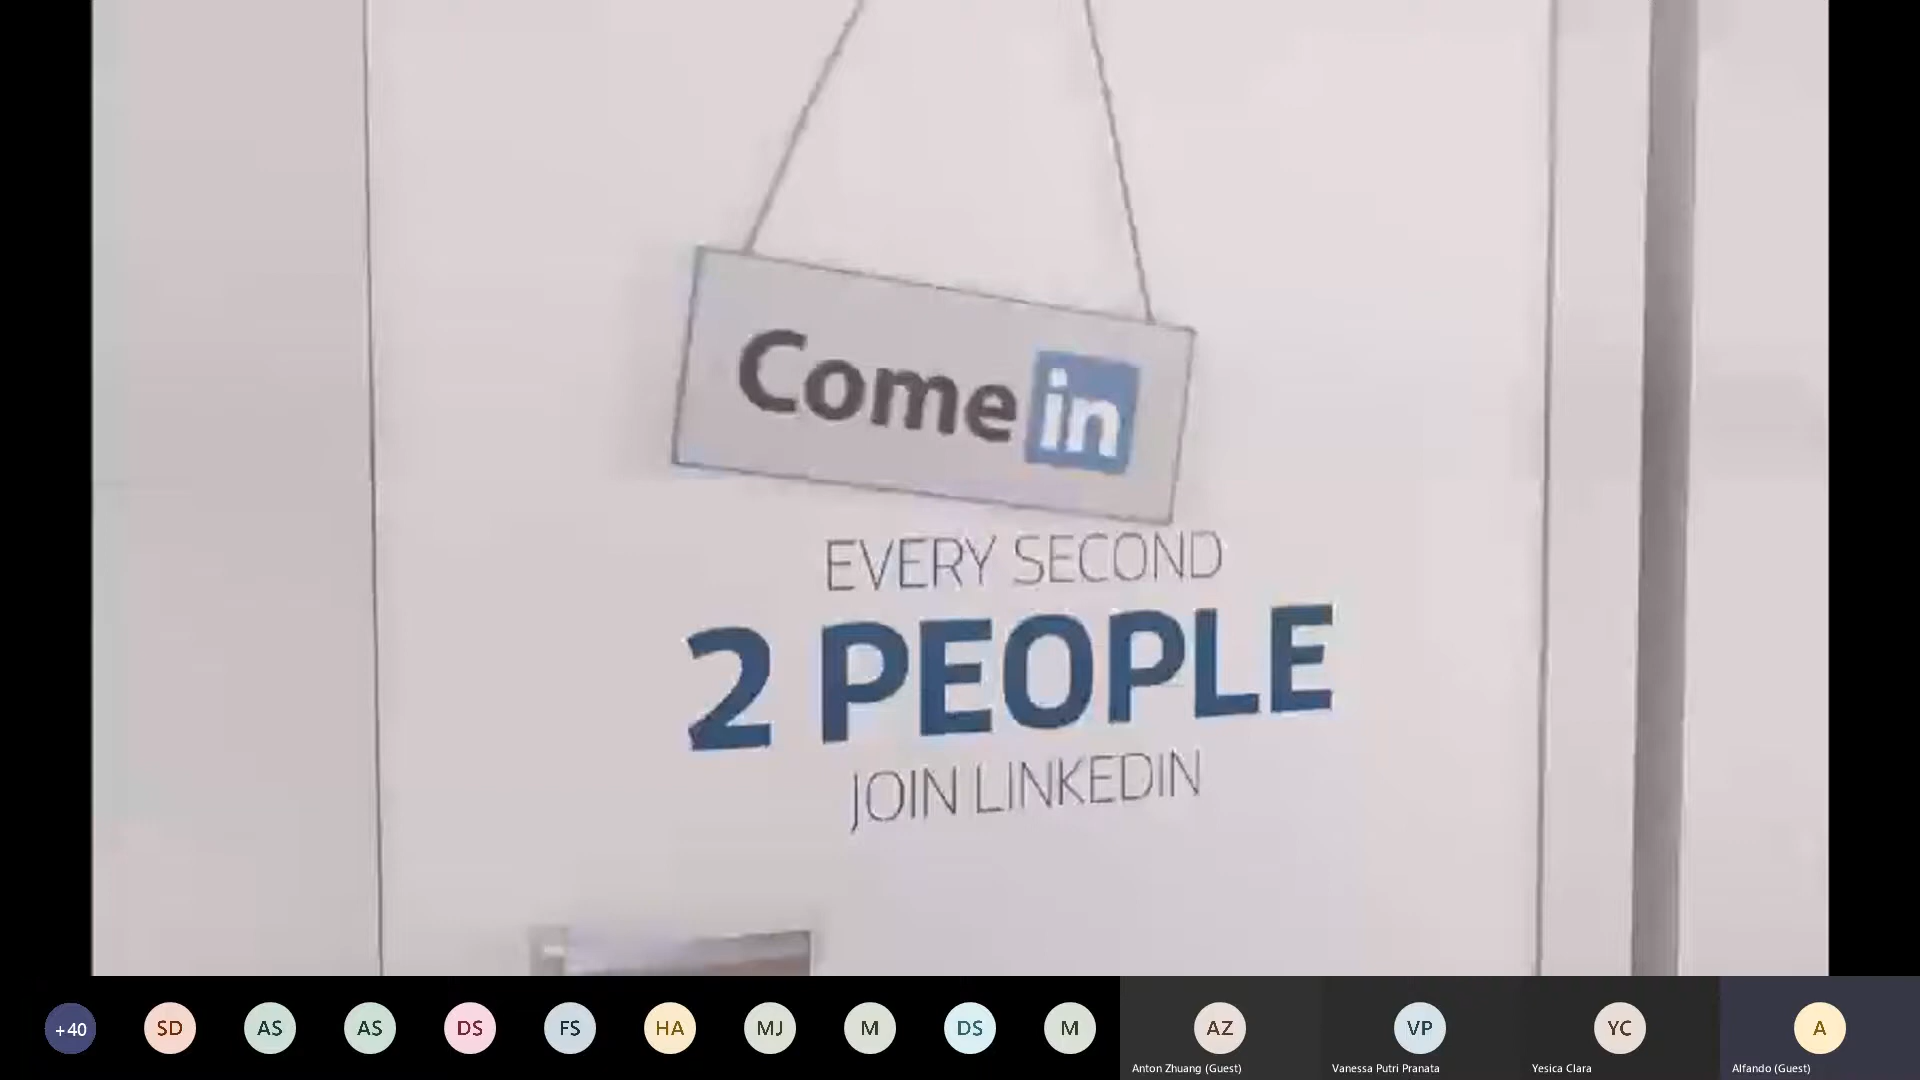 Come in
EVERY SECOND
2 PEOPLE
JOIN LINKEDIN
+40
SD
AS
AS
DS
FS
HA
MJ
M
DS
M
AZ
VP
YC
A
Anton Zhuang (Guest)
Vanessa Putri Pranata
Yesica Clara
Alfando (Guest)